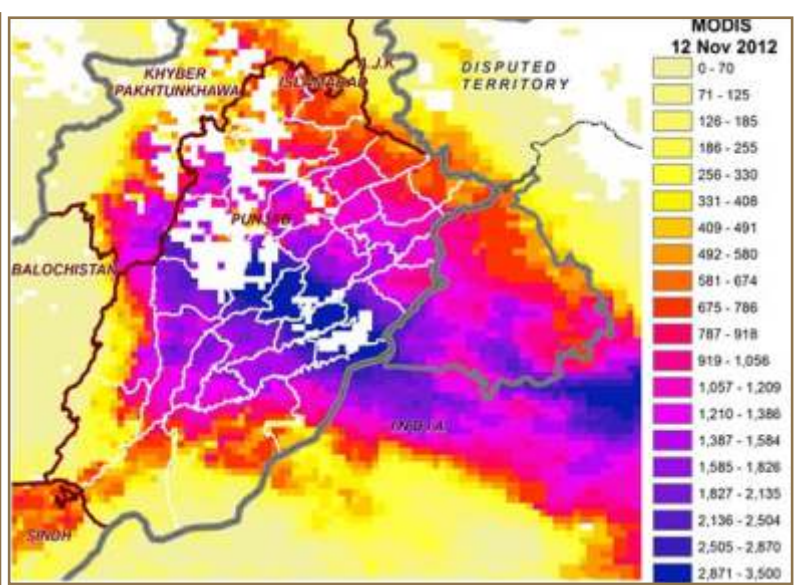 MODIS
12 Nov 2012
0 - 70
71 - 125
126 - 185
186 - 255
256 - 330
331 - 408
409 - 491
492 - 580
581 - 674
675 - 786
787 - 918
919 - 1,056
1,057 - 1,209
1,210 - 1,386
1,387 - 1,584
1,585 - 1,826
1,827 - 2,135
2,136 - 2,504
2,505 - 2,870
2,871 - 3,500
A.J.K
KHYBER
PAKHTUNKHAWA
ISLAMABAD
DISPUTED
TERRITORY
PUNJAB
BALOCHISTAN
INDIA
SINDH